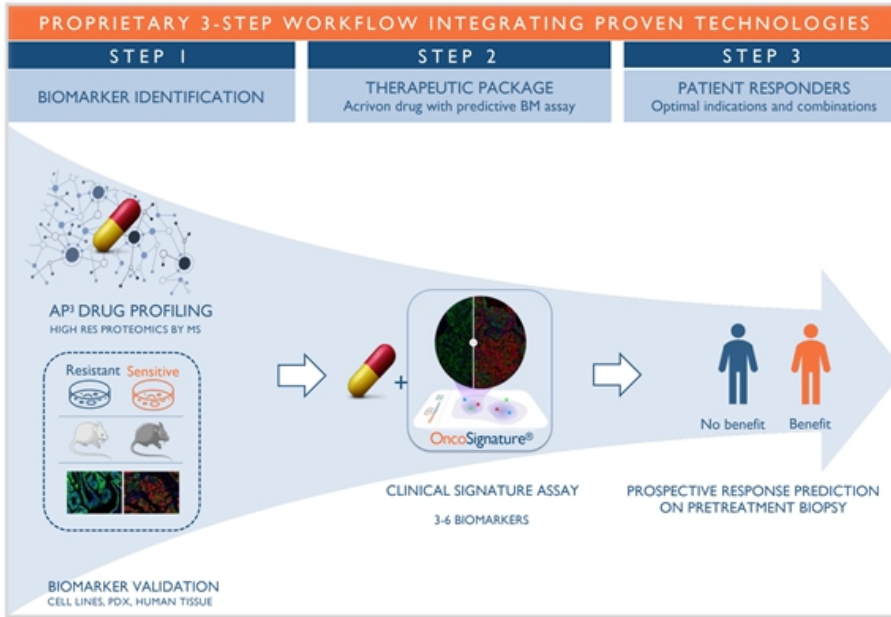 PROPRIETARY 3-STEP WORKFLOW INTEGRATING PROVEN TECHNOLOGIES
STEP 1
BIOMARKER IDENTIFICATION
STEP 2
THERAPEUTIC PACKAGE
Acrivon drug with predictive BM assay
STEP 3
PATIENT RESPONDERS
Optimal indications and combinations
AP³ DRUG PROFILING
HIGH RES PROTEOMICS BY MS
Resistant Sensitive
BIOMARKER VALIDATION
CELL LINES, PDX, HUMAN TISSUE
+
OncoSignature®
CLINICAL SIGNATURE ASSAY
3-6 BIOMARKERS
No benefit Benefit
PROSPECTIVE RESPONSE PREDICTION
ON PRETREATMENT BIOPSY